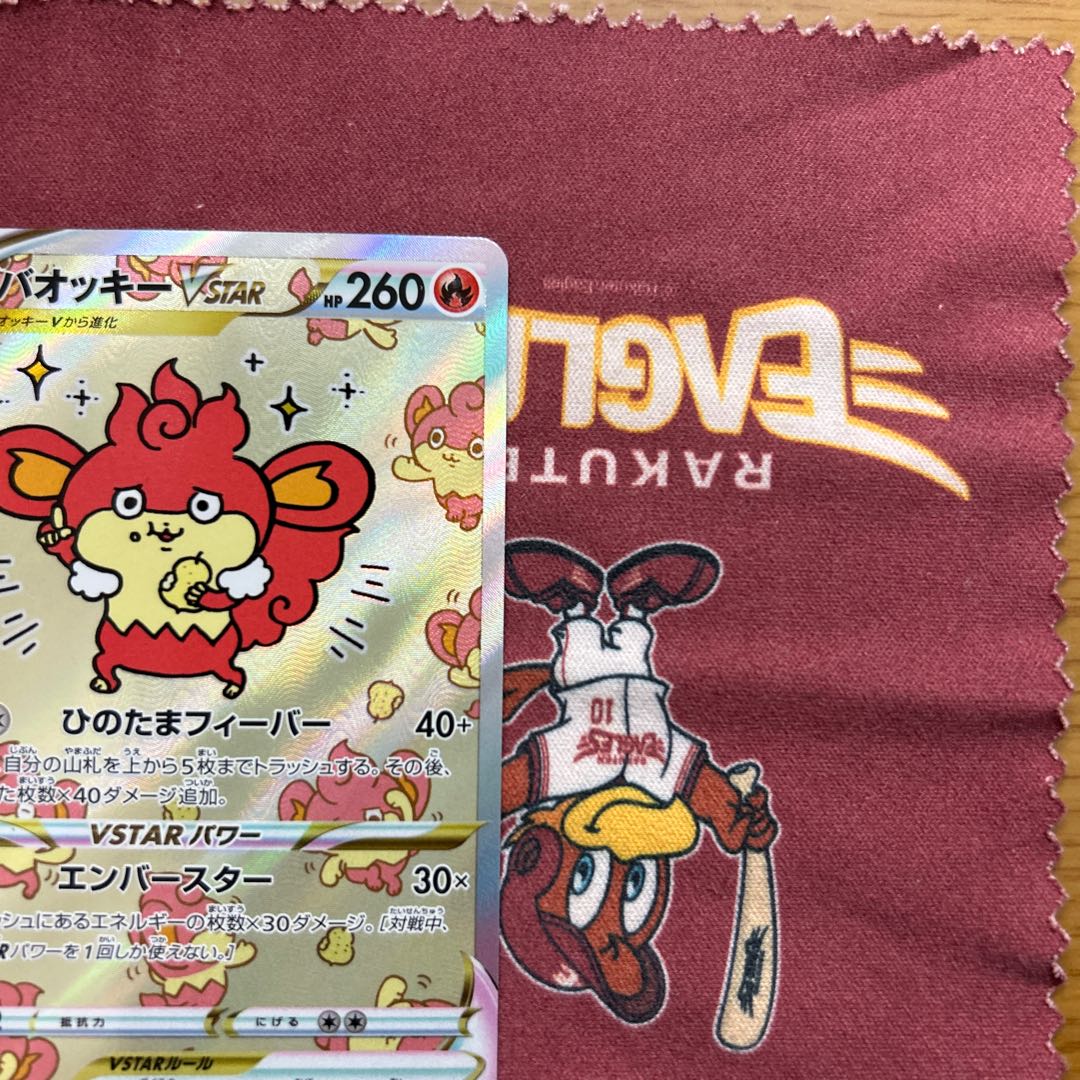 バオッキーVSTAR HP 260
オッキーVから進化
ひのたまフィーバー 40+
自分の山札を上から5枚までトラッシュする。その後、
た枚数×40ダメージ追加。
VSTARパワー
エンバースター 30×
シュにあるエネルギーの枚数×30ダメージ。[対戦中、
Rパワーを1回しか使えない。]
抵抗力 にげる
VSTARルール
© Rakuten Eagles
EAGL
RAKUT
10
RAKUTEN
EAGLES